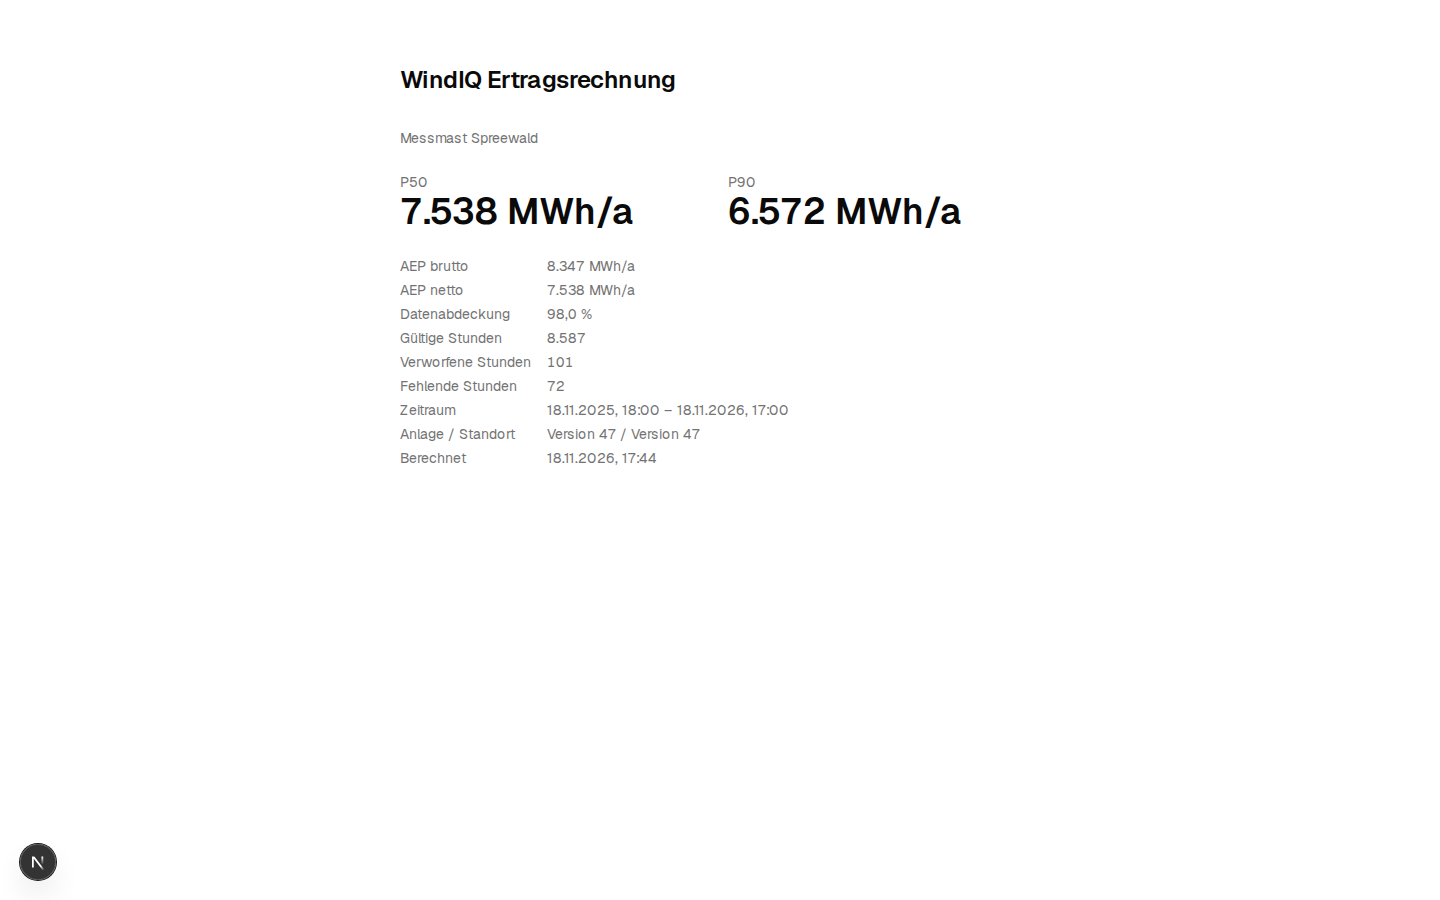 WindIQ Ertragsrechnung
Messmast Spreewald
P50 P90
7.538 MWh/a 6.572 MWh/a
AEP brutto 8.347 MWh/a
AEP netto 7.538 MWh/a
Datenabdeckung 98,0 %
Gültige Stunden 8.587
Verworfene Stunden 101
Fehlende Stunden 72
Zeitraum 18.11.2025, 18:00 – 18.11.2026, 17:00
Anlage / Standort Version 47 / Version 47
Berechnet 18.11.2026, 17:44
N